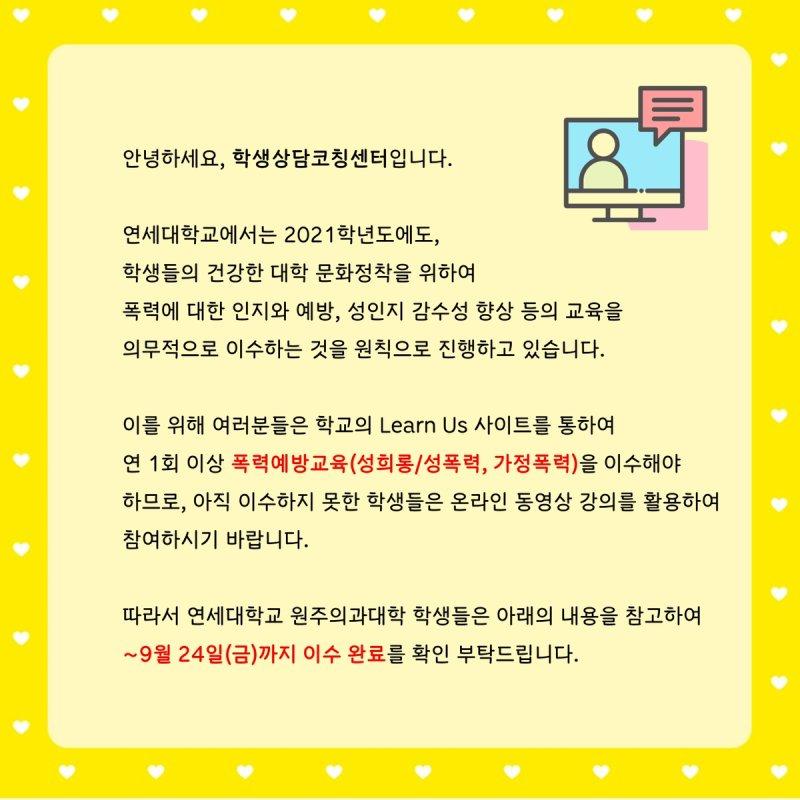 안녕하세요, 학생상담코칭센터입니다.
연세대학교에서는 2021학년도에도,
학생들의 건강한 대학 문화정착을 위하여
폭력에 대한 인지와 예방, 성인지 감수성 향상 등의 교육을
의무적으로 이수하는 것을 원칙으로 진행하고 있습니다.
이를 위해 여러분들은 학교의 Learn Us 사이트를 통하여
연 1회 이상 폭력예방교육(성희롱/성폭력, 가정폭력)을 이수해야
하므로, 아직 이수하지 못한 학생들은 온라인 동영상 강의를 활용하여
참여하시기 바랍니다.
따라서 연세대학교 원주의과대학 학생들은 아래의 내용을 참고하여
~9월 24일(금)까지 이수 완료를 확인 부탁드립니다.